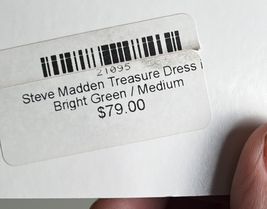 21095
Steve Madden Treasure Dress
Bright Green / Medium
$79.00